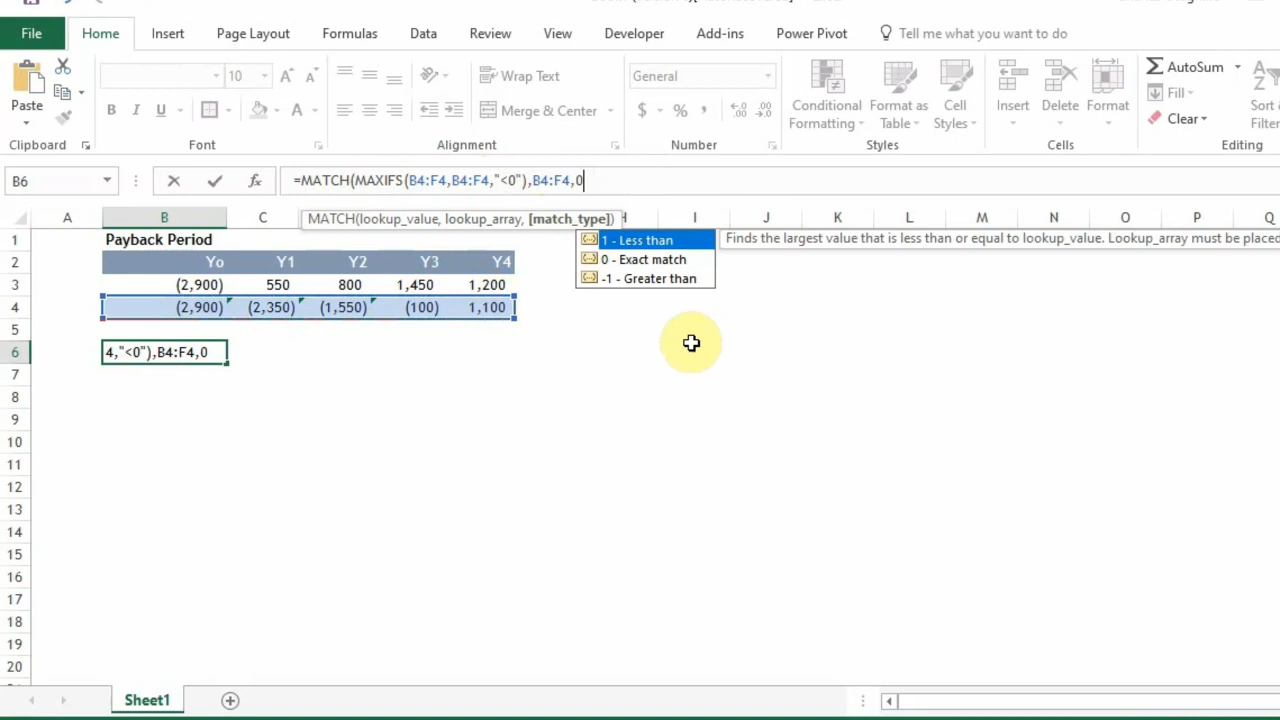 File Home Insert Page Layout Formulas Data Review View Developer Add-ins Power Pivot Tell me what you want to do
10 A A Wrap Text General AutoSum
Paste B I U A Merge & Center $ % , Conditional Formatting Format as Table Cell Styles Insert Delete Format Fill Clear Sort
Clipboard Font Alignment Number Styles Cells Editing
B6 fx =MATCH(MAXIFS(B4:F4,B4:F4,"<0"),B4:F4,0
MATCH(lookup_value, lookup_array, [match_type])
A B C H I J K L M N O P Q
1 Payback Period
1 - Less than Finds the largest value that is less than or equal to lookup_value. Lookup_array must be placed
2 Yo Y1 Y2 Y3 Y4
0 - Exact match
-1 - Greater than
3 (2,900) 550 800 1,450 1,200
4 (2,900) (2,350) (1,550) (100) 1,100
5
6 4,"<0"),B4:F4,0
7
8
9
10
11
12
13
14
15
16
17
18
19
20
Sheet1